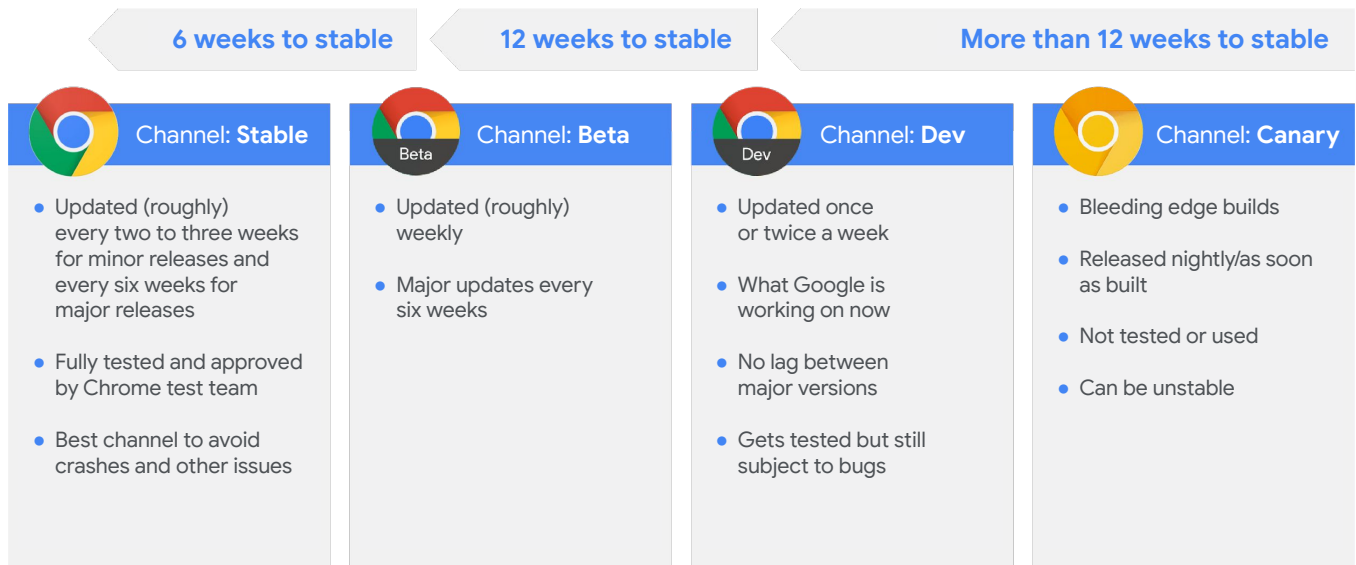 6 weeks to stable
12 weeks to stable
More than 12 weeks to stable
Channel: Stable
Updated (roughly)
every two to three weeks
for minor releases and
every six weeks for
major releases
Fully tested and approved
by Chrome test team
Best channel to avoid
crashes and other issues
Beta
Channel: Beta
Updated (roughly)
weekly
Major updates every
six weeks
Dev
Channel: Dev
Updated once
or twice a week
What Google is
working on now
No lag between
major versions
Gets tested but still
subject to bugs
Channel: Canary
Bleeding edge builds
Released nightly/as soon
as built
Not tested or used
Can be unstable